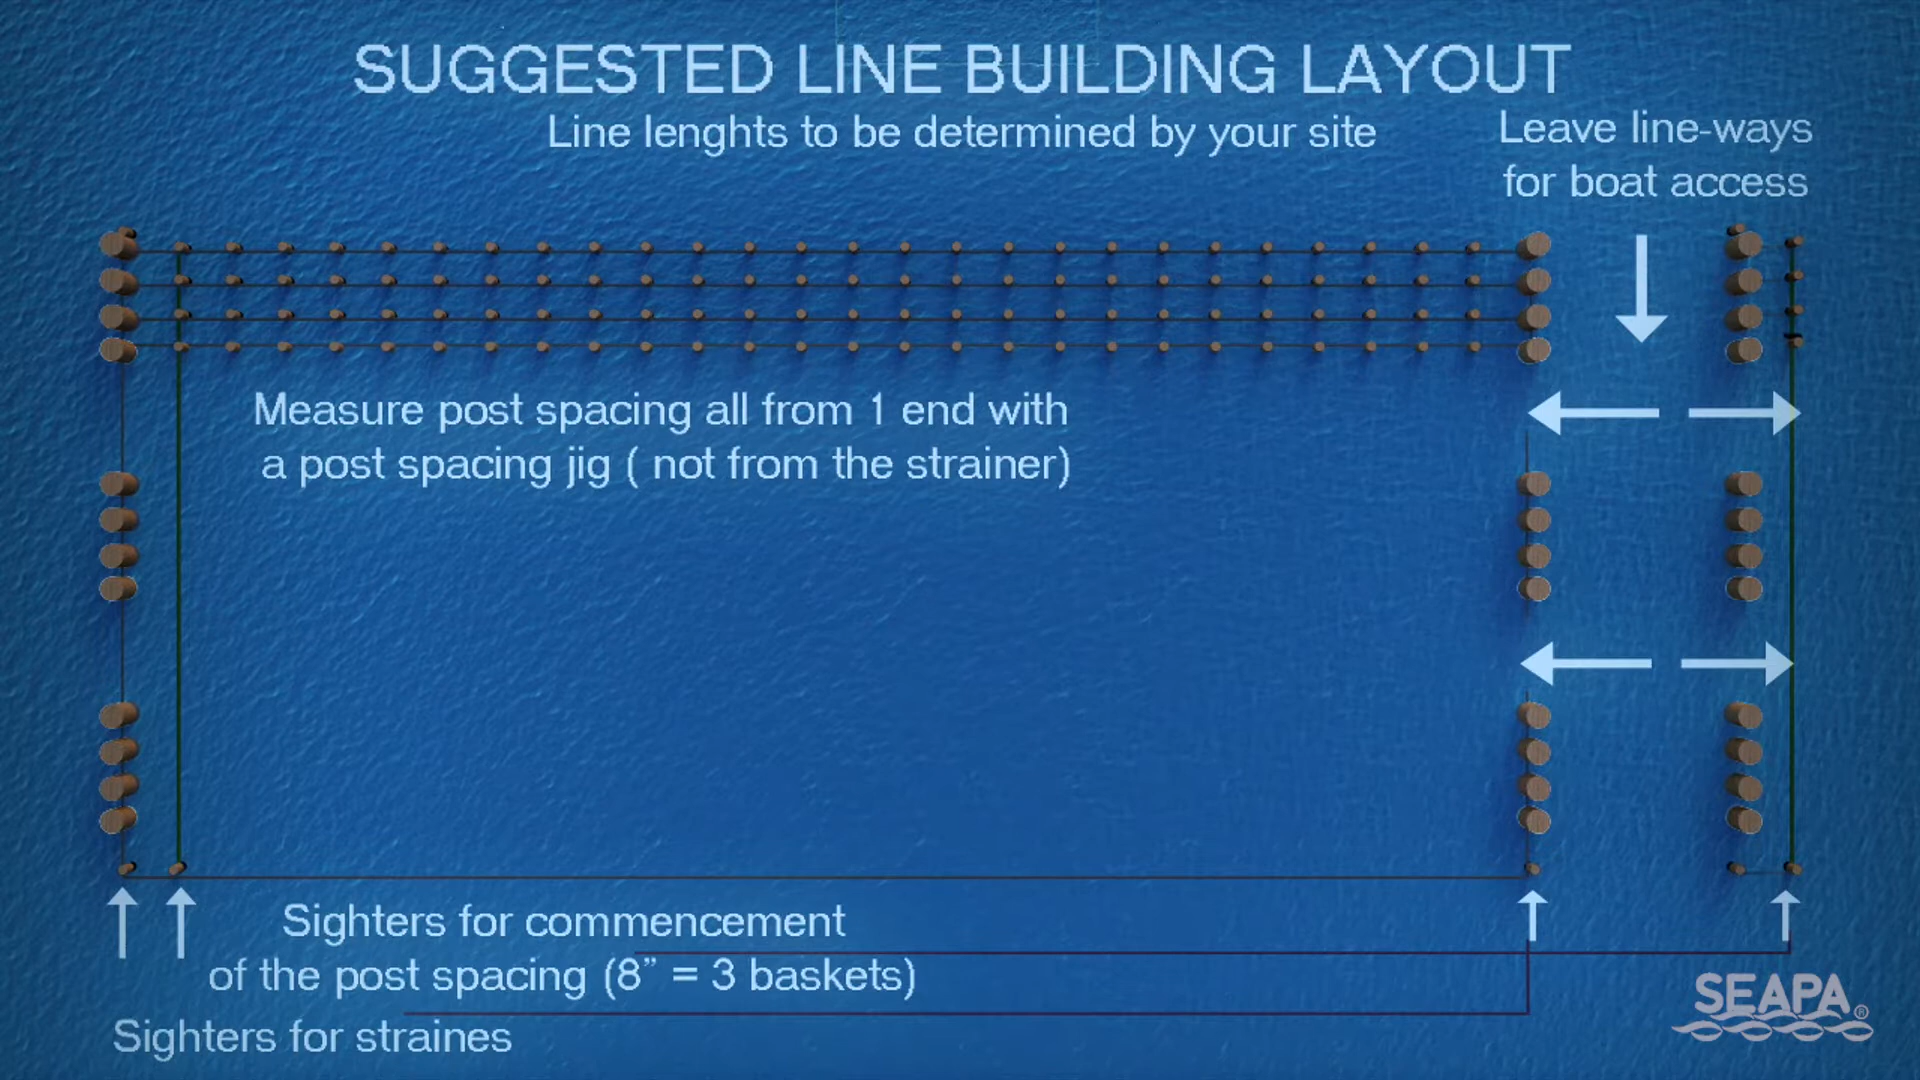 SUGGESTED LINE BUILDING LAYOUT
Line lenghts to be determined by your site
Leave line-ways
for boat access
Measure post spacing all from 1 end with
a post spacing jig ( not from the strainer)
Sighters for commencement
of the post spacing (8” = 3 baskets)
Sighters for straines
SEAPA®